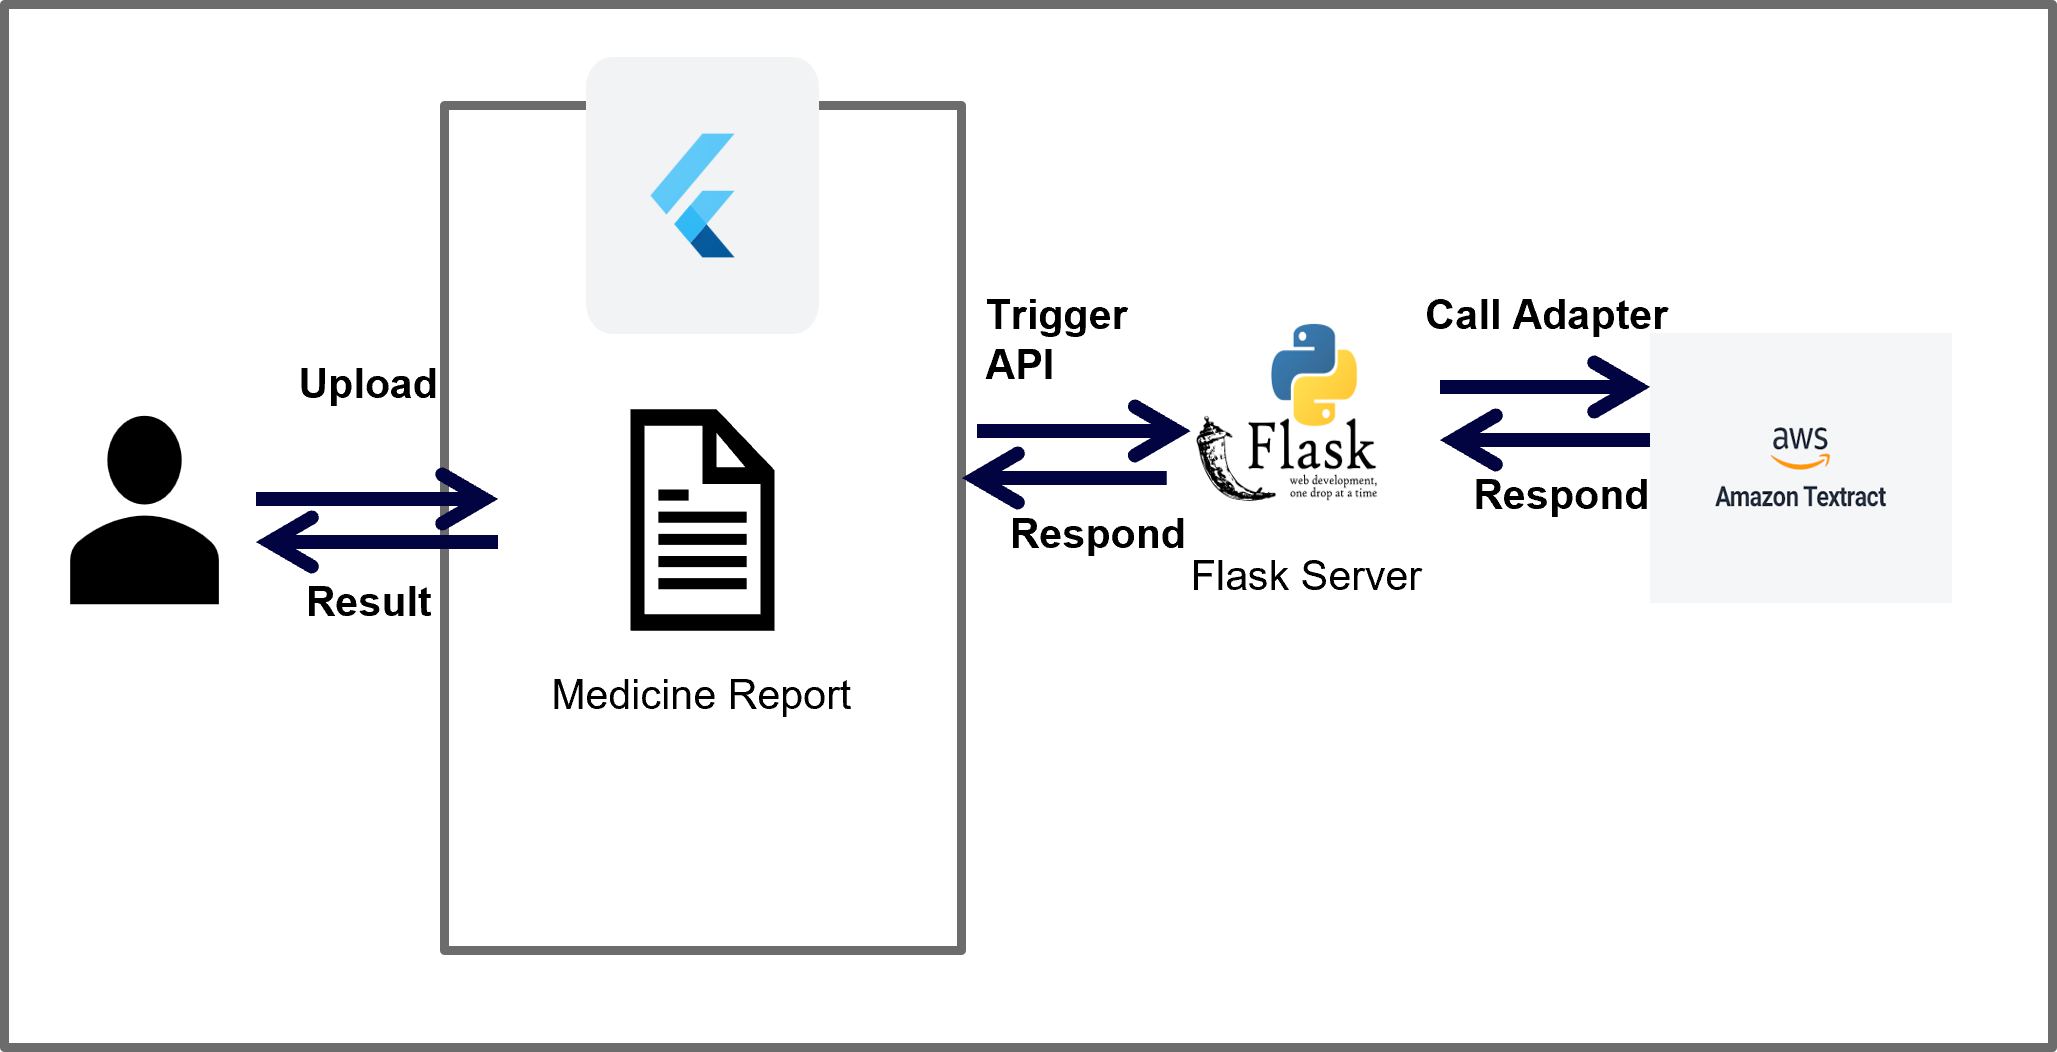 Upload
Result
Medicine Report
Trigger
API
Respond
Flask
web development,
one drop at a time
Flask Server
Call Adapter
Respond
aws
Amazon Textract